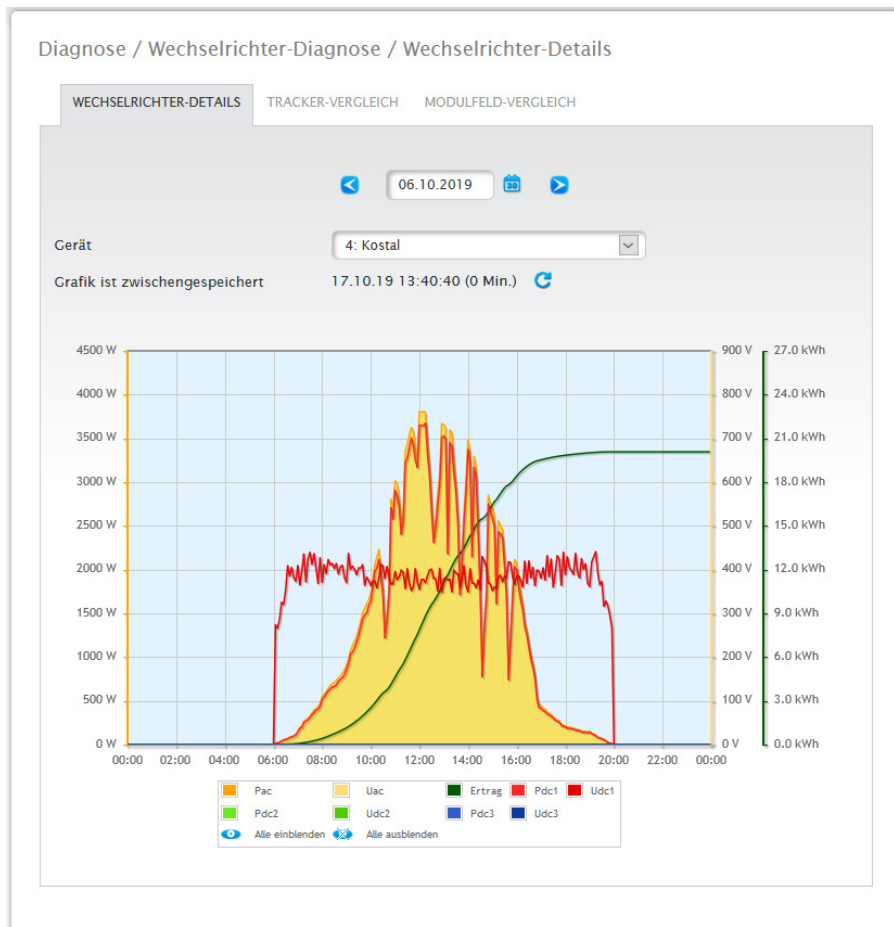 Diagnose / Wechselrichter-Diagnose / Wechselrichter-Details
WECHSELRICHTER-DETAILS TRACKER-VERGLEICH MODULFELD-VERGLEICH
06.10.2019 30
Gerät 4: Kostal
Grafik ist zwischengespeichert 17.10.19 13:40:40 (0 Min.)
4500 W 900 V 27.0 kWh
4000 W 800 V 24.0 kWh
3500 W 700 V 21.0 kWh
3000 W 600 V 18.0 kWh
2500 W 500 V 15.0 kWh
2000 W 400 V 12.0 kWh
1500 W 300 V 9.0 kWh
1000 W 200 V 6.0 kWh
500 W 100 V 3.0 kWh
0 W 0 V 0.0 kWh
00:00 02:00 04:00 06:00 08:00 10:00 12:00 14:00 16:00 18:00 20:00 22:00 00:00
Pac Uac Ertrag Pdc1 Udc1
Pdc2 Udc2 Pdc3 Udc3
Alle einblenden Alle ausblenden